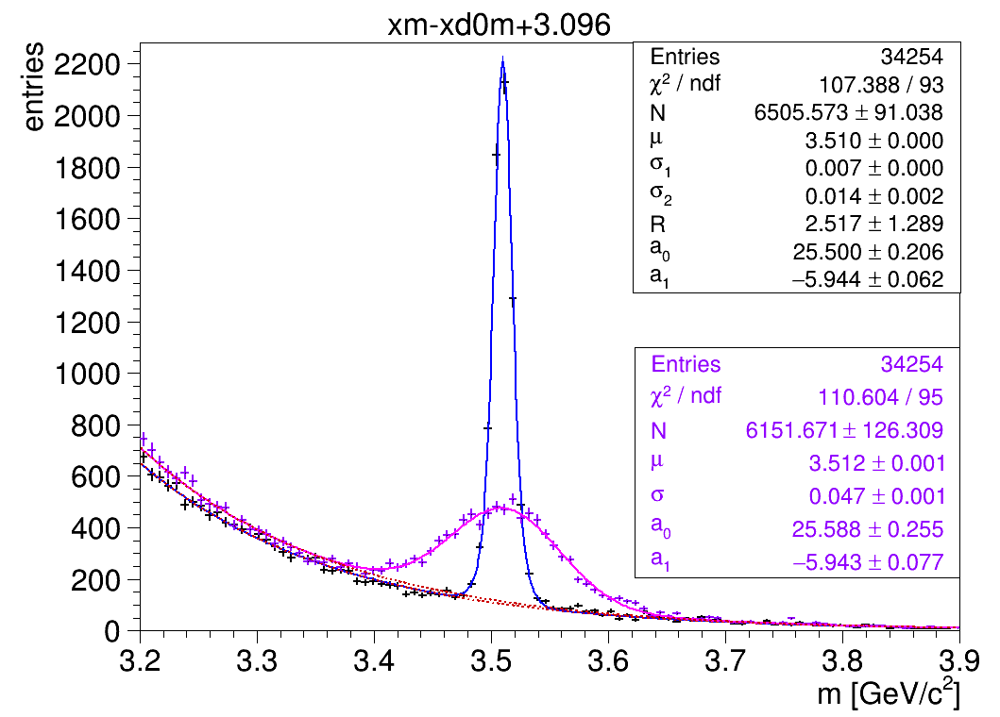 xm-xd0m+3.096
entries
2200
2000
1800
1600
1400
1200
1000
800
600
400
200
0
Entries 34254
χ² / ndf 107.388 / 93
N 6505.573 ± 91.038
μ 3.510 ± 0.000
σ₁ 0.007 ± 0.000
σ₂ 0.014 ± 0.002
R 2.517 ± 1.289
a₀ 25.500 ± 0.206
a₁ −5.944 ± 0.062
Entries 34254
χ² / ndf 110.604 / 95
N 6151.671 ± 126.309
μ 3.512 ± 0.001
σ 0.047 ± 0.001
a₀ 25.588 ± 0.255
a₁ −5.943 ± 0.077
3.2 3.3 3.4 3.5 3.6 3.7 3.8 3.9
m [GeV/c²]